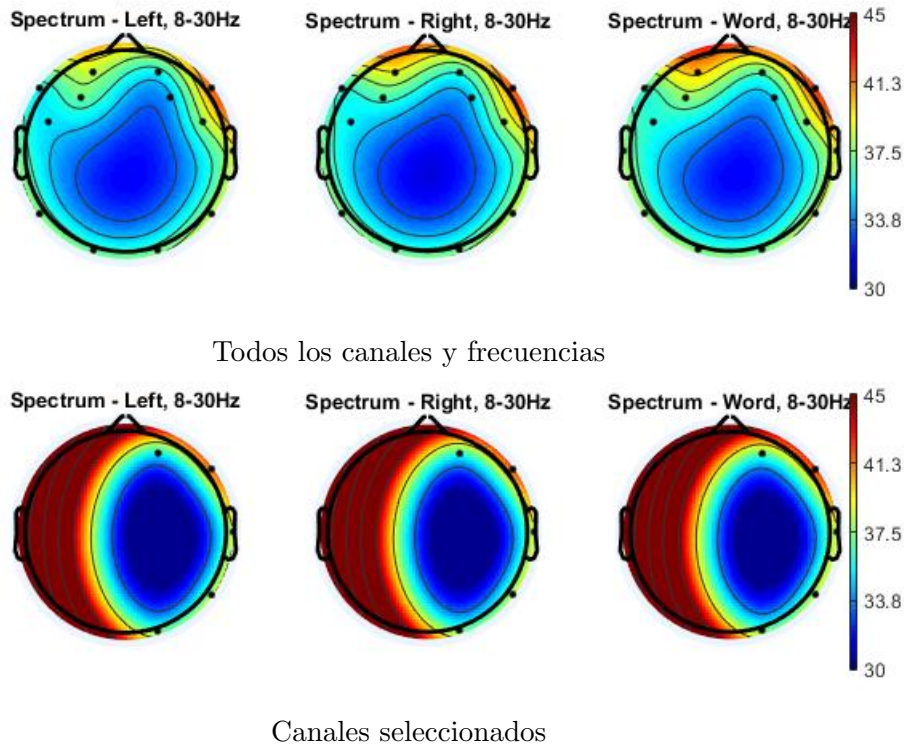 Spectrum - Left, 8-30Hz
Spectrum - Right, 8-30Hz
Spectrum - Word, 8-30Hz
45
41.3
37.5
33.8
30
Todos los canales y frecuencias
Spectrum - Left, 8-30Hz
Spectrum - Right, 8-30Hz
Spectrum - Word, 8-30Hz
45
41.3
37.5
33.8
30
Canales seleccionados